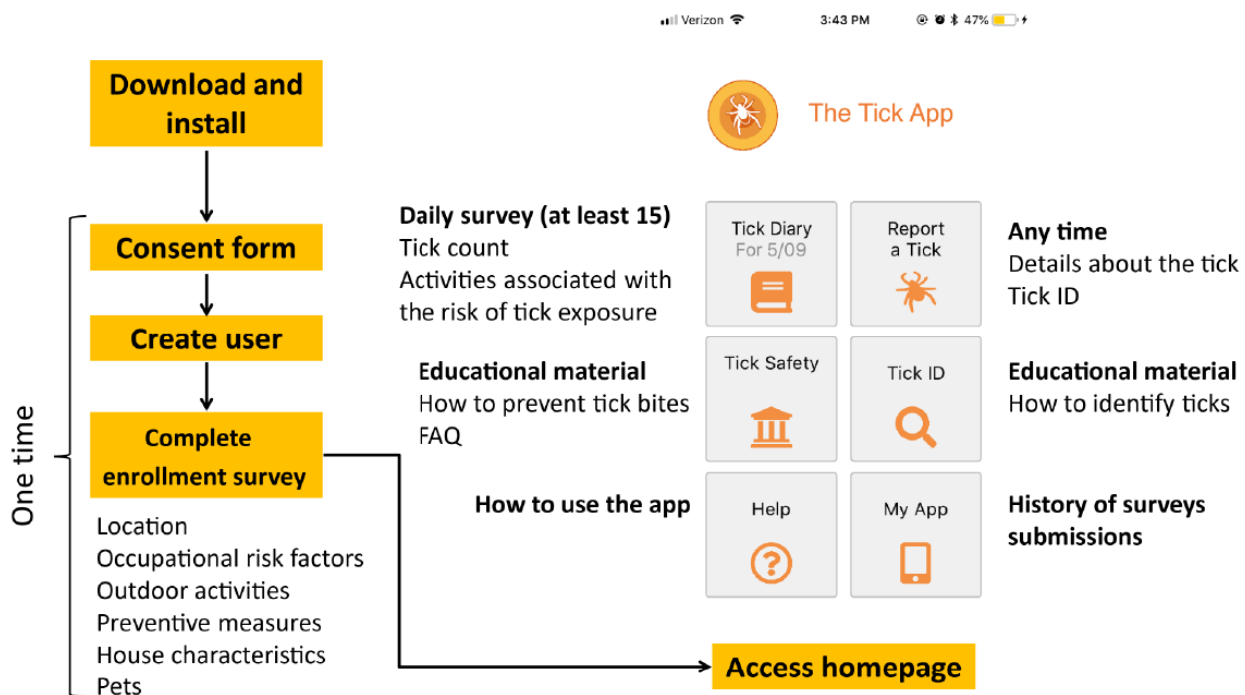 Verizon
3:43 PM
47%
Download and
install
The Tick App
Consent form
Create user
Complete
enrollment survey
One time
Location
Occupational risk factors
Outdoor activities
Preventive measures
House characteristics
Pets
Daily survey (at least 15)
Tick count
Activities associated with
the risk of tick exposure
Tick Diary
For 5/09
Report
a Tick
Any time
Details about the tick
Tick ID
Educational material
How to prevent tick bites
FAQ
Tick Safety
Tick ID
Educational material
How to identify ticks
How to use the app
Help
My App
History of surveys
submissions
Access homepage